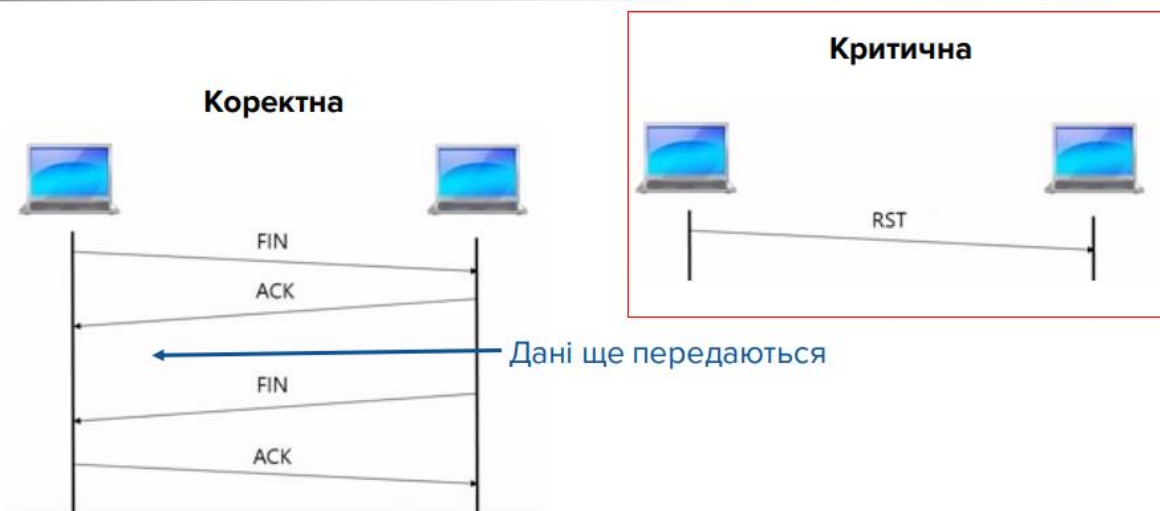 Коректна
FIN
ACK
Дані ще передаються
FIN
ACK
Критична
RST